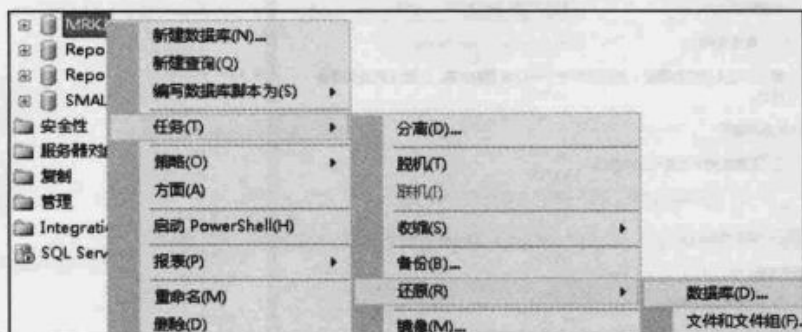 MRK
Repo
Repo
SMAL
安全性
服务器对
复制
管理
Integrati
SQL Serv
新建数据库(N)...
新建查询(Q)
编写数据库脚本为(S)
任务(T)
策略(O)
方面(A)
启动 PowerShell(H)
报表(P)
重命名(M)
删除(D)
分离(D)...
脱机(T)
联机(I)
收缩(S)
备份(B)...
还原(R)
镜像(M)...
数据库(D)...
文件和文件组(F)...